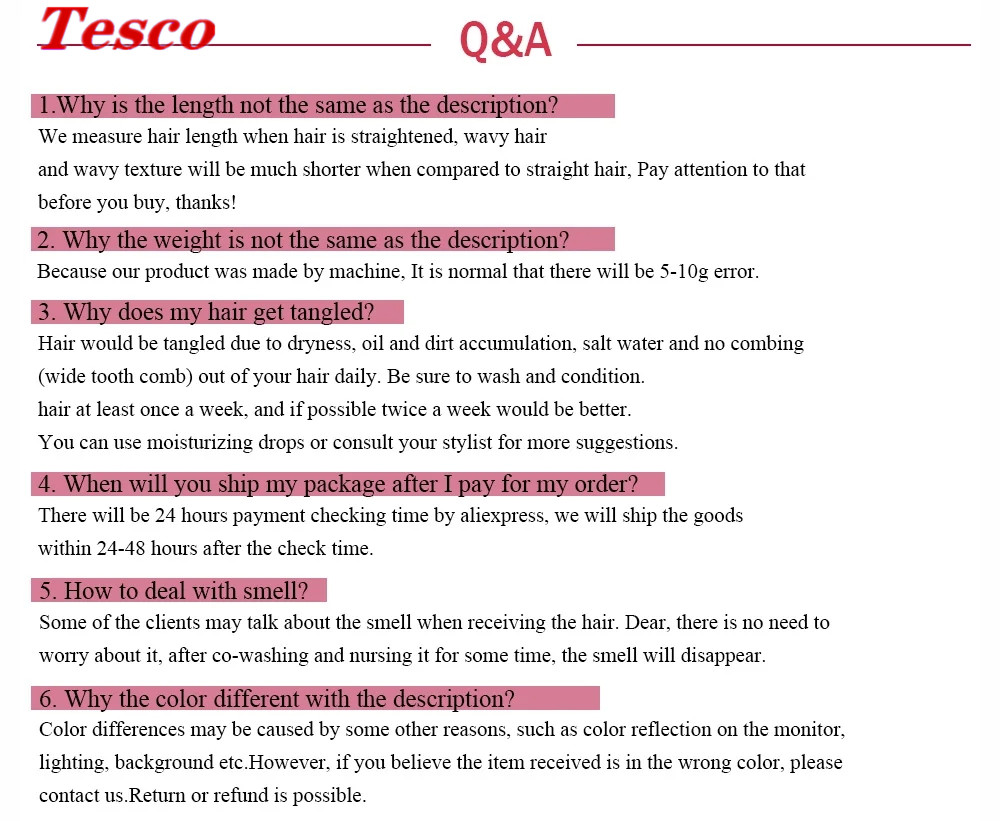 Tesco
Q&A
1.Why is the length not the same as the description?
We measure hair length when hair is straightened, wavy hair
and wavy texture will be much shorter when compared to straight hair, Pay attention to that
before you buy, thanks!
2. Why the weight is not the same as the description?
Because our product was made by machine, It is normal that there will be 5-10g error.
3. Why does my hair get tangled?
Hair would be tangled due to dryness, oil and dirt accumulation, salt water and no combing
(wide tooth comb) out of your hair daily. Be sure to wash and condition.
hair at least once a week, and if possible twice a week would be better.
You can use moisturizing drops or consult your stylist for more suggestions.
4. When will you ship my package after I pay for my order?
There will be 24 hours payment checking time by aliexpress, we will ship the goods
within 24-48 hours after the check time.
5. How to deal with smell?
Some of the clients may talk about the smell when receiving the hair. Dear, there is no need to
worry about it, after co-washing and nursing it for some time, the smell will disappear.
6. Why the color different with the description?
Color differences may be caused by some other reasons, such as color reflection on the monitor,
lighting, background etc.However, if you believe the item received is in the wrong color, please
contact us.Return or refund is possible.